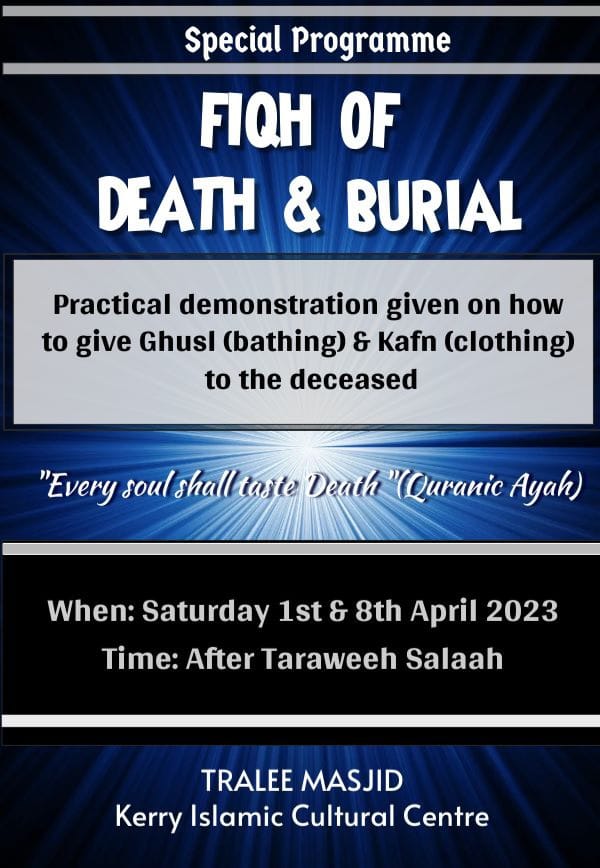 Special Programme
FIQH OF
DEATH & BURIAL
Practical demonstration given on how
to give Ghusl (bathing) & Kafn (clothing)
to the deceased
"Every soul shall taste Death "(Quranic Ayah)
When: Saturday 1st & 8th April 2023
Time: After Taraweeh Salaah
TRALEE MASJID
Kerry Islamic Cultural Centre